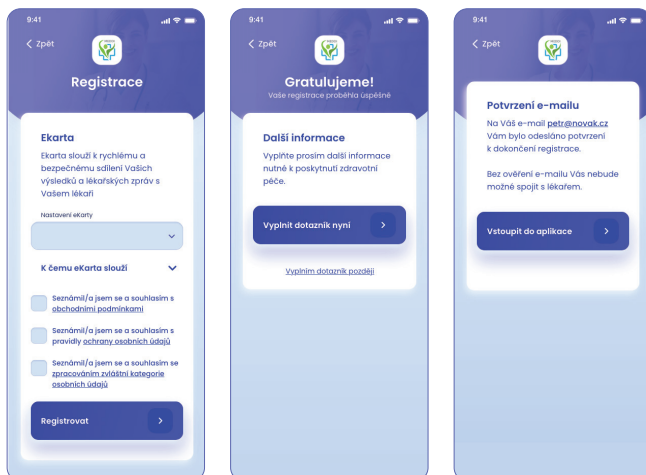 9:41
Zpět
Registrace
Ekarta
Ekarta slouží k rychlému a
bezpečnému sdílení Vašich
výsledků a lékařských zpráv s
Vašem lékaři
Nastavení eKarty
K čemu eKarta slouží
Seznámil/a jsem se a souhlasím s
obchodními podmínkami
Seznámil/a jsem se a souhlasím s
pravidly ochrany osobních údajů
Seznámil/a jsem se a souhlasím se
zpracováním zvláštní kategorie
osobních údajů
Registrovat
9:41
Zpět
Gratulujeme!
Vaše registrace proběhla úspěšně
Další informace
Vyplňte prosím další informace
nutné k poskytnutí zdravotní
péče.
Vyplnit dotazník nyní
Vyplním dotazník později
9:41
Zpět
Potvrzení e-mailu
Na Váš e-mail petr@novak.cz
Vám bylo odesláno potvrzení
k dokončení registrace.
Bez ověření e-mailu Vás nebude
možné spojit s lékařem.
Vstoupit do aplikace